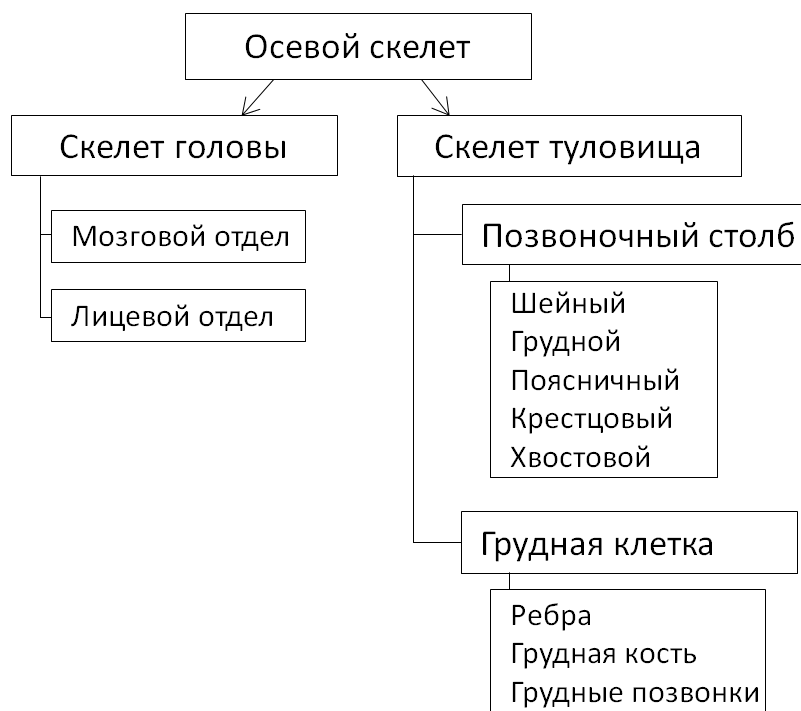 Осевой скелет
Скелет головы
Мозговой отдел
Лицевой отдел
Скелет туловища
Позвоночный столб
Шейный
Грудной
Поясничный
Крестцовый
Хвостовой
Грудная клетка
Ребра
Грудная кость
Грудные позвонки